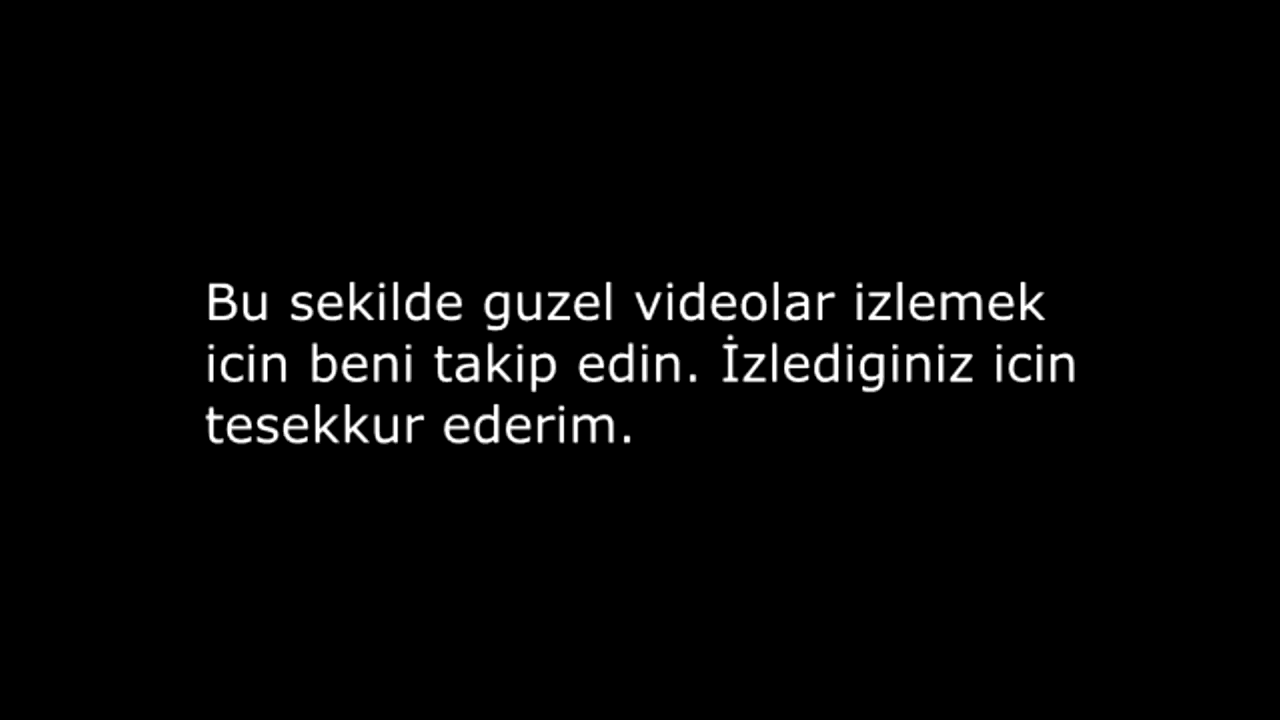 Bu sekilde guzel videolar izlemek
icin beni takip edin. İzlediginiz icin
tesekkur ederim.